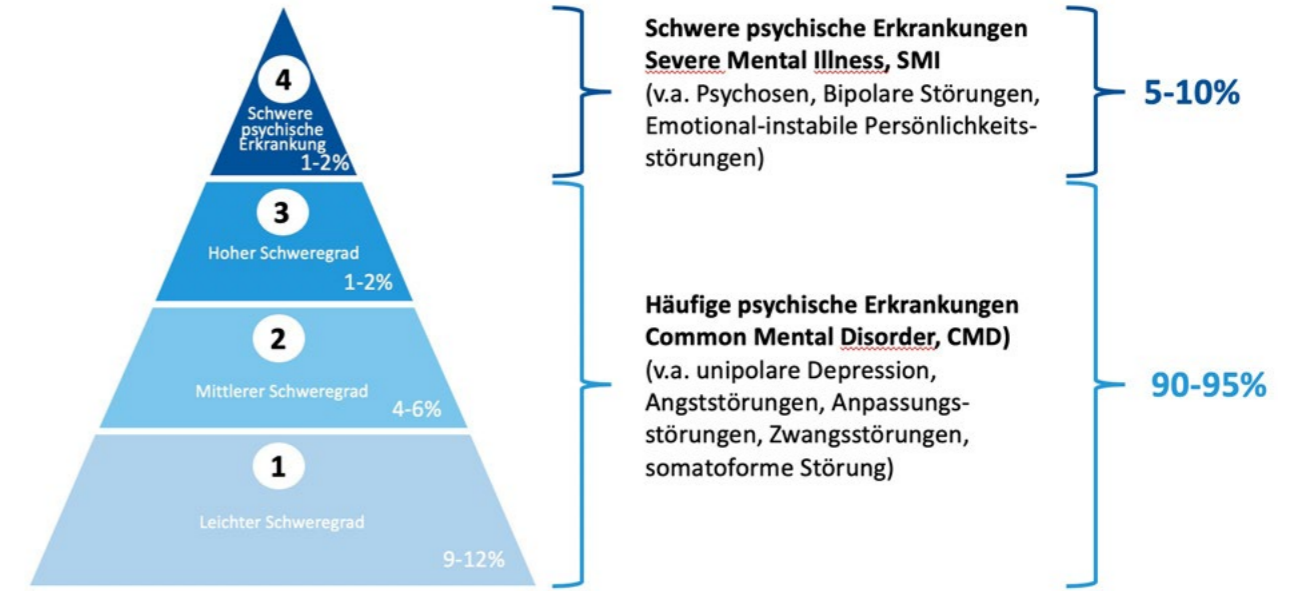 4
Schwere
psychische
Erkrankung
1-2%
3
Hoher Schweregrad
1-2%
2
Mittlerer Schweregrad
4-6%
1
Leichter Schweregrad
9-12%
Schwere psychische Erkrankungen
Severe Mental Illness, SMI
(v.a. Psychosen, Bipolare Störungen,
Emotional-instabile Persönlichkeits-
störungen)
5-10%
Häufige psychische Erkrankungen
Common Mental Disorder, CMD)
(v.a. unipolare Depression,
Angststörungen, Anpassungs-
störungen, Zwangsstörungen,
somatoforme Störung)
90-95%